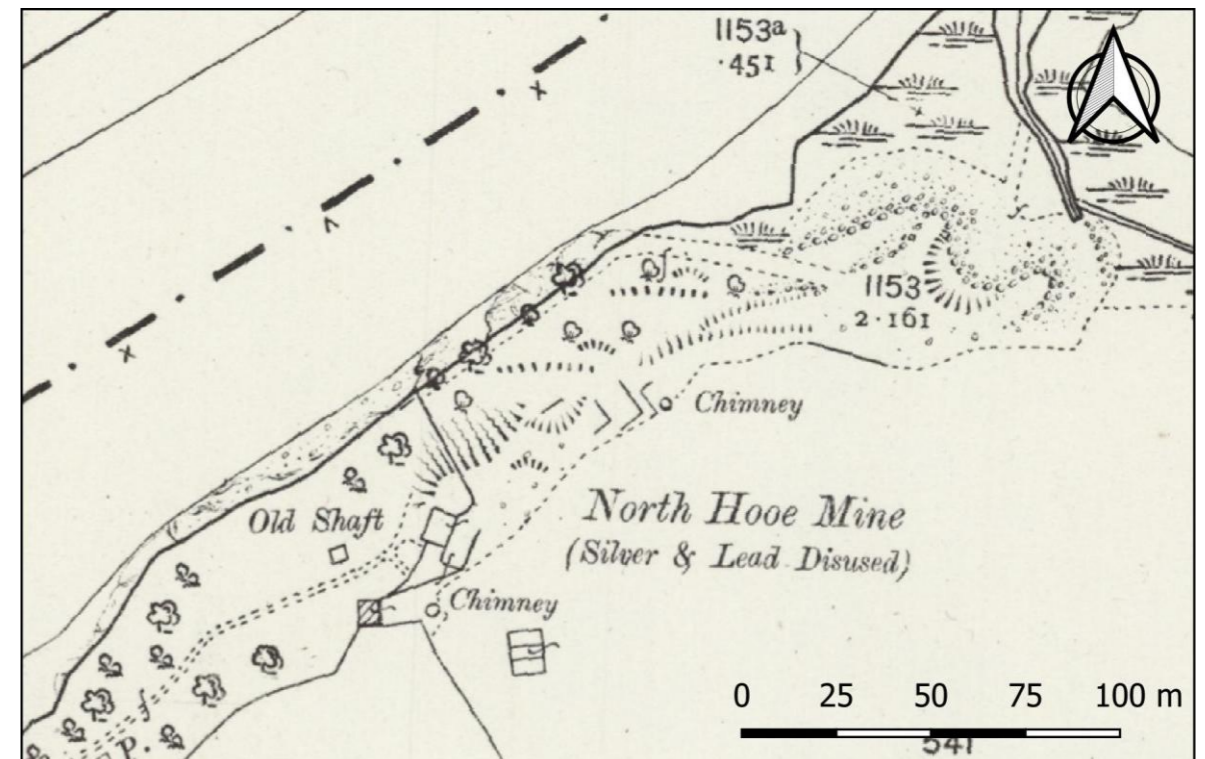 1153a
·451
1153
2·161
Chimney
Old Shaft
North Hooe Mine
(Silver & Lead Disused)
Chimney
0 25 50 75 100 m
P.
541